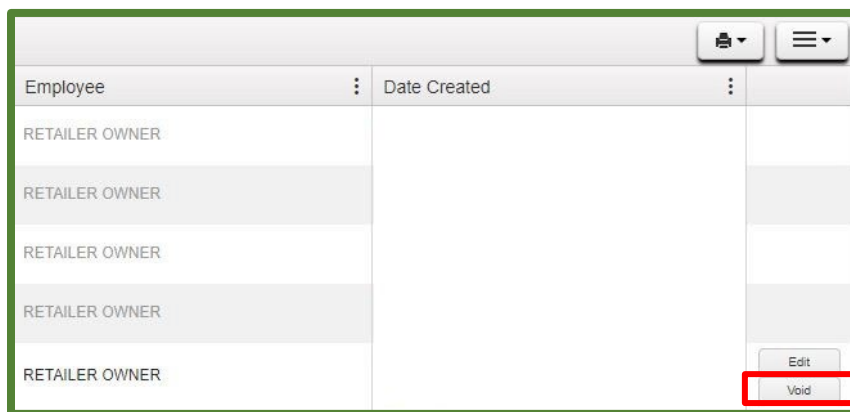 Employee Date Created
RETAILER OWNER
RETAILER OWNER
RETAILER OWNER
RETAILER OWNER
Edit
RETAILER OWNER
Void